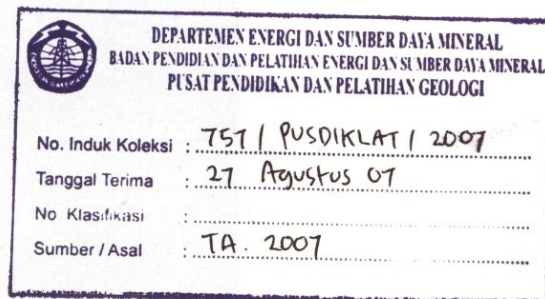 DEPARTEMEN ENERGI DAN SUMBER DAYA MINERAL
BADAN PENDIDIAN DAN PELATIHAN ENERGI DAN SUMBER DAYA MINERAL
PUSAT PENDIDIKAN DAN PELATIHAN GEOLOGI
No. Induk Koleksi : 757 / PUSDIKLAT / 2007
Tanggal Terima : 27 Agustus 07
No Klasifikasi :
Sumber / Asal : TA. 2007